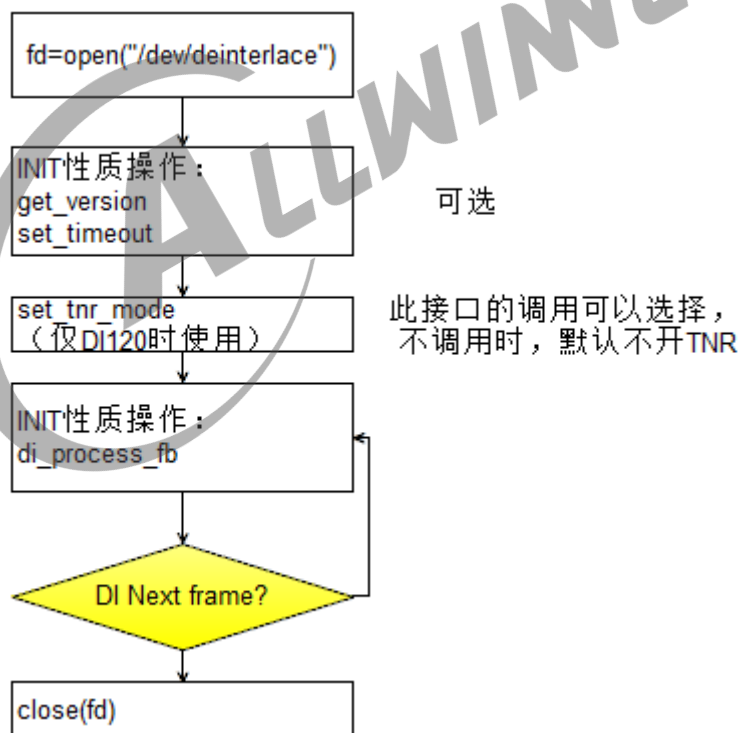 fd=open("/dev/deinterlace")
ALLWINNE
INIT性质操作：
get_version
set_timeout
可选
set_tnr_mode
（仅DI120时使用）
此接口的调用可以选择，
不调用时，默认不开TNR
INIT性质操作：
di_process_fb
DI Next frame?
close(fd)